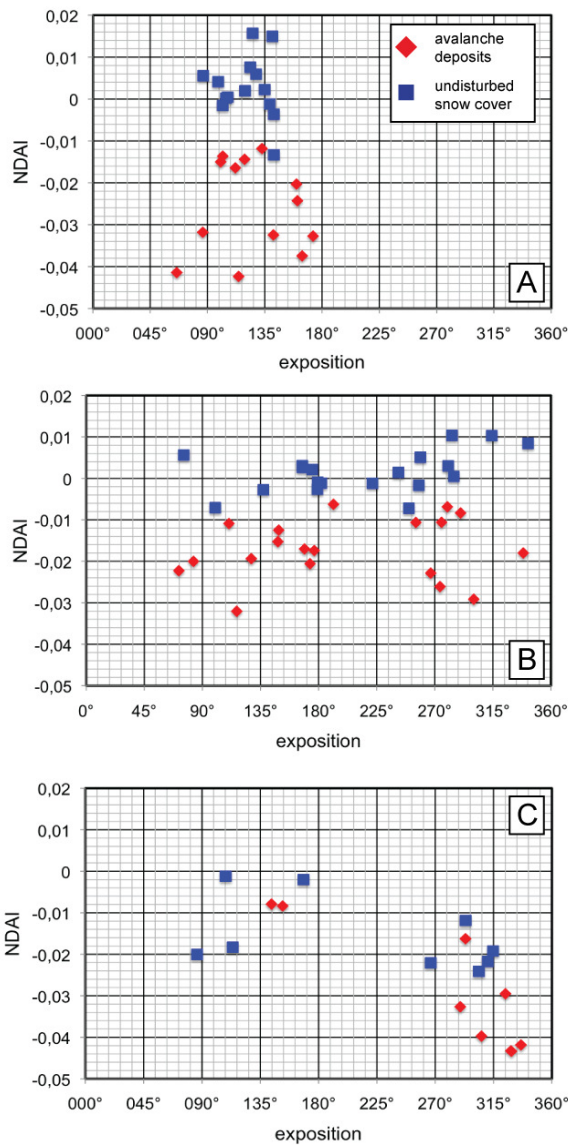 0,02
0,01
0
-0,01
-0,02
-0,03
-0,04
-0,05
NDAI
avalanche
deposits
undisturbed
snow cover
A
000° 045° 090° 135° 180° 225° 270° 315° 360°
exposition
0,02
0,01
0
-0,01
-0,02
-0,03
-0,04
-0,05
NDAI
B
0° 45° 90° 135° 180° 225° 270° 315° 360°
exposition
0,02
0,01
0
-0,01
-0,02
-0,03
-0,04
-0,05
NDAI
C
000° 045° 090° 135° 180° 225° 270° 315° 360°
exposition